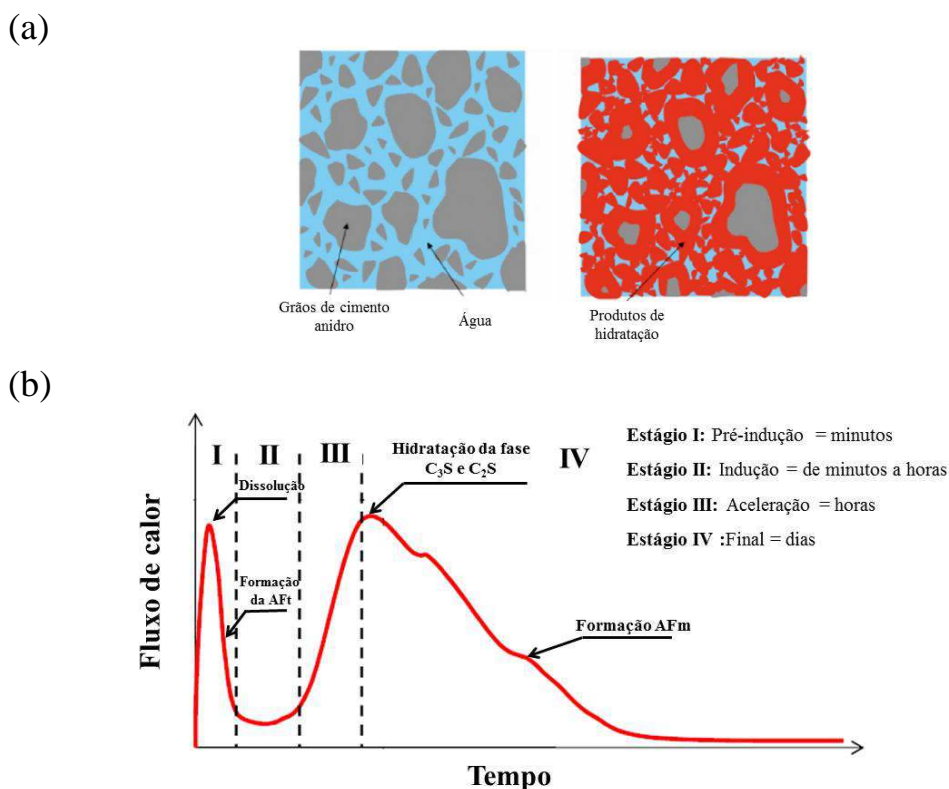 (a)
Grãos de cimento
anidro
Água
Produtos de
hidratação
(b)
Fluxo de calor
I
II
III
IV
Dissolução
Formação
da AFt
Hidratação da fase
C₃S e C₂S
Formação AFm
Estágio I: Pré-indução = minutos
Estágio II: Indução = de minutos a horas
Estágio III: Aceleração = horas
Estágio IV :Final = dias
Tempo